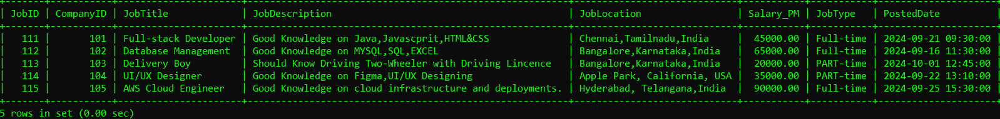 | JobID | CompanyID | JobTitle             | JobDescription                                         | JobLocation                | Salary_PM | JobType   | PostedDate          |
|   111 |       101 | Full-stack Developer | Good Knowledge on Java,Javascprit,HTML&CSS             | Chennai,Tamilnadu,India    |  45000.00 | Full-time | 2024-09-21 09:30:00 |
|   112 |       102 | Database Management  | Good Knowledge on MYSQL,SQL,EXCEL                      | Bangalore,Karnataka,India  |  65000.00 | Full-time | 2024-09-16 11:30:00 |
|   113 |       103 | Delivery Boy         | Should Know Driving Two-Wheeler with Driving Lincence  | Bangalore,Karnataka,India  |  20000.00 | PART-time | 2024-10-01 12:45:00 |
|   114 |       104 | UI/UX Designer       | Good Knowledge on Figma,UI/UX Designing                | Apple Park, California, USA |  35000.00 | PART-time | 2024-09-22 13:10:00 |
|   115 |       105 | AWS Cloud Engineer   | Good Knowledge on cloud infrastructure and deployments. | Hyderabad, Telangana,India |  90000.00 | Full-time | 2024-09-25 15:30:00 |
5 rows in set (0.00 sec)